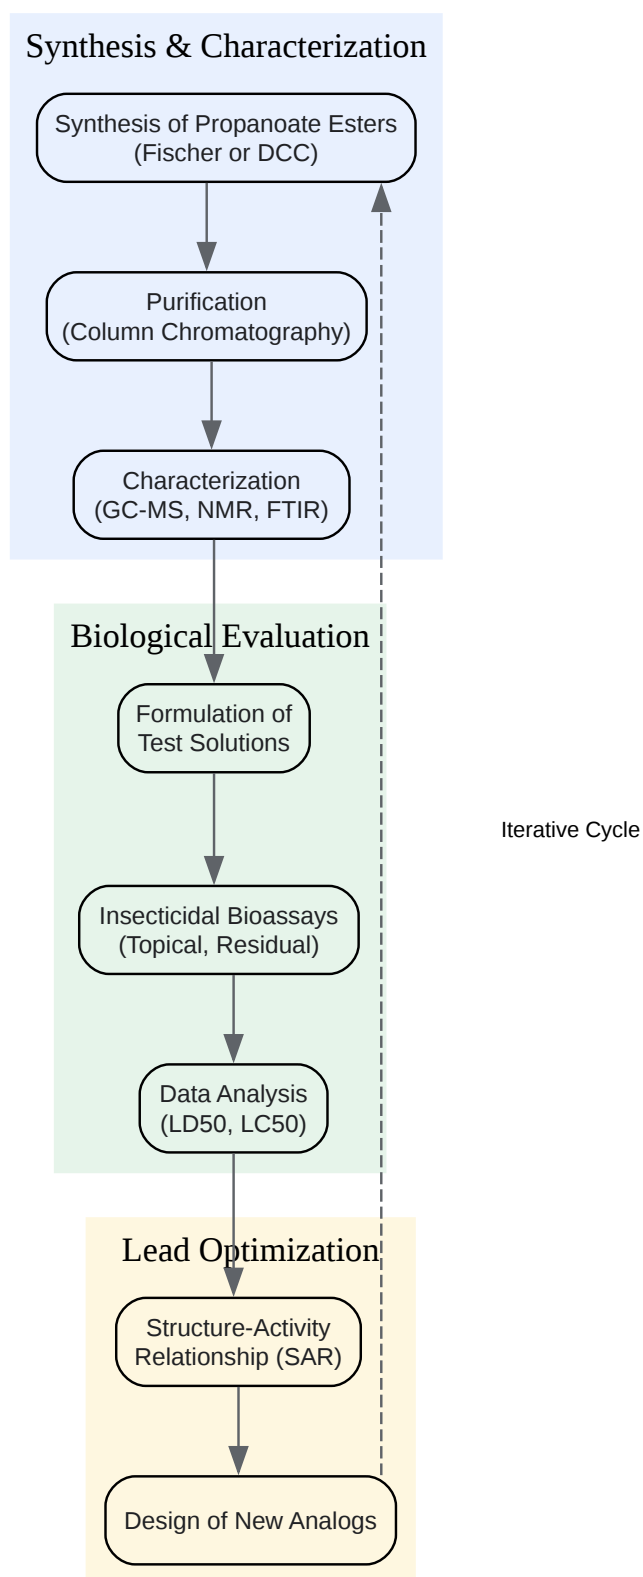 Synthesis & Characterization
Synthesis of Propanoate Esters
(Fischer or DCC)
Purification
(Column Chromatography)
Characterization
(GC-MS, NMR, FTIR)
Biological Evaluation
Formulation of
Test Solutions
Iterative Cycle
Insecticidal Bioassays
(Topical, Residual)
Data Analysis
(LD50, LC50)
Lead Optimization
Structure-Activity
Relationship (SAR)
Design of New Analogs